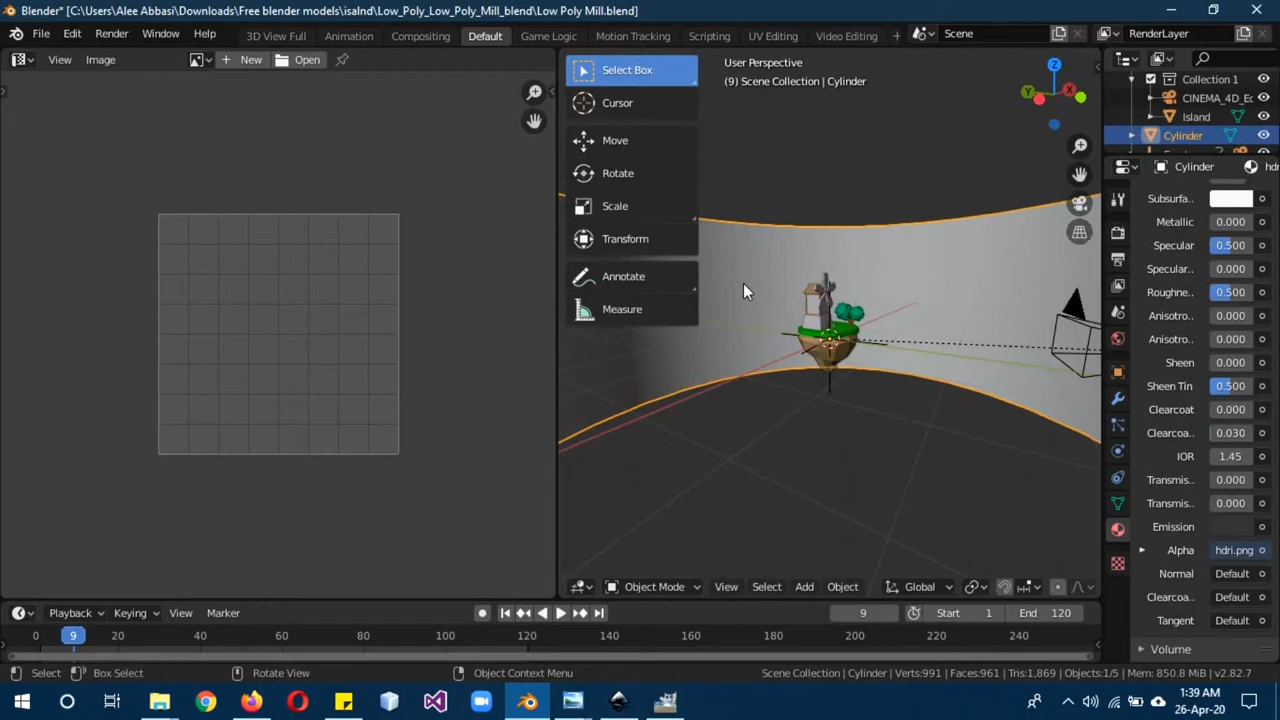 Blender* [C:\Users\Alee Abbasi\Downloads\Free blender models\isalnd\Low_Poly_Low_Poly_Mill_blend\Low Poly Mill.blend]
File Edit Render Window Help 3D View Full Animation Compositing Default Game Logic Motion Tracking Scripting UV Editing Video Editing + Scene RenderLayer
View Image New Open
Select Box
Cursor
Move
Rotate
Scale
Transform
Annotate
Measure
User Perspective
(9) Scene Collection | Cylinder
Z
Y
X
Collection 1
CINEMA_4D_Ec
Island
Cylinder
Cylinder hd
Subsurfa..
Metallic 0.000
Specular 0.500
Specular.. 0.000
Roughne.. 0.500
Anisotro.. 0.000
Anisotro.. 0.000
Sheen 0.000
Sheen Tin 0.500
Clearcoat 0.000
Clearcoa.. 0.030
IOR 1.45
Transmis.. 0.000
Transmis.. 0.000
Emission
Alpha hdri.png
Normal Default
Clearcoa.. Default
Tangent Default
Volume
Object Mode View Select Add Object Global
Playback Keying View Marker 9 Start 1 End 120
0 9 20 40 60 80 100 120 140 160 180 200 220 240
Select Box Select Rotate View Object Context Menu Scene Collection | Cylinder | Verts:991 | Faces:961 | Tris:1,869 | Objects:1/5 | Mem: 850.8 MiB | v2.82.7
1:39 AM
26-Apr-20